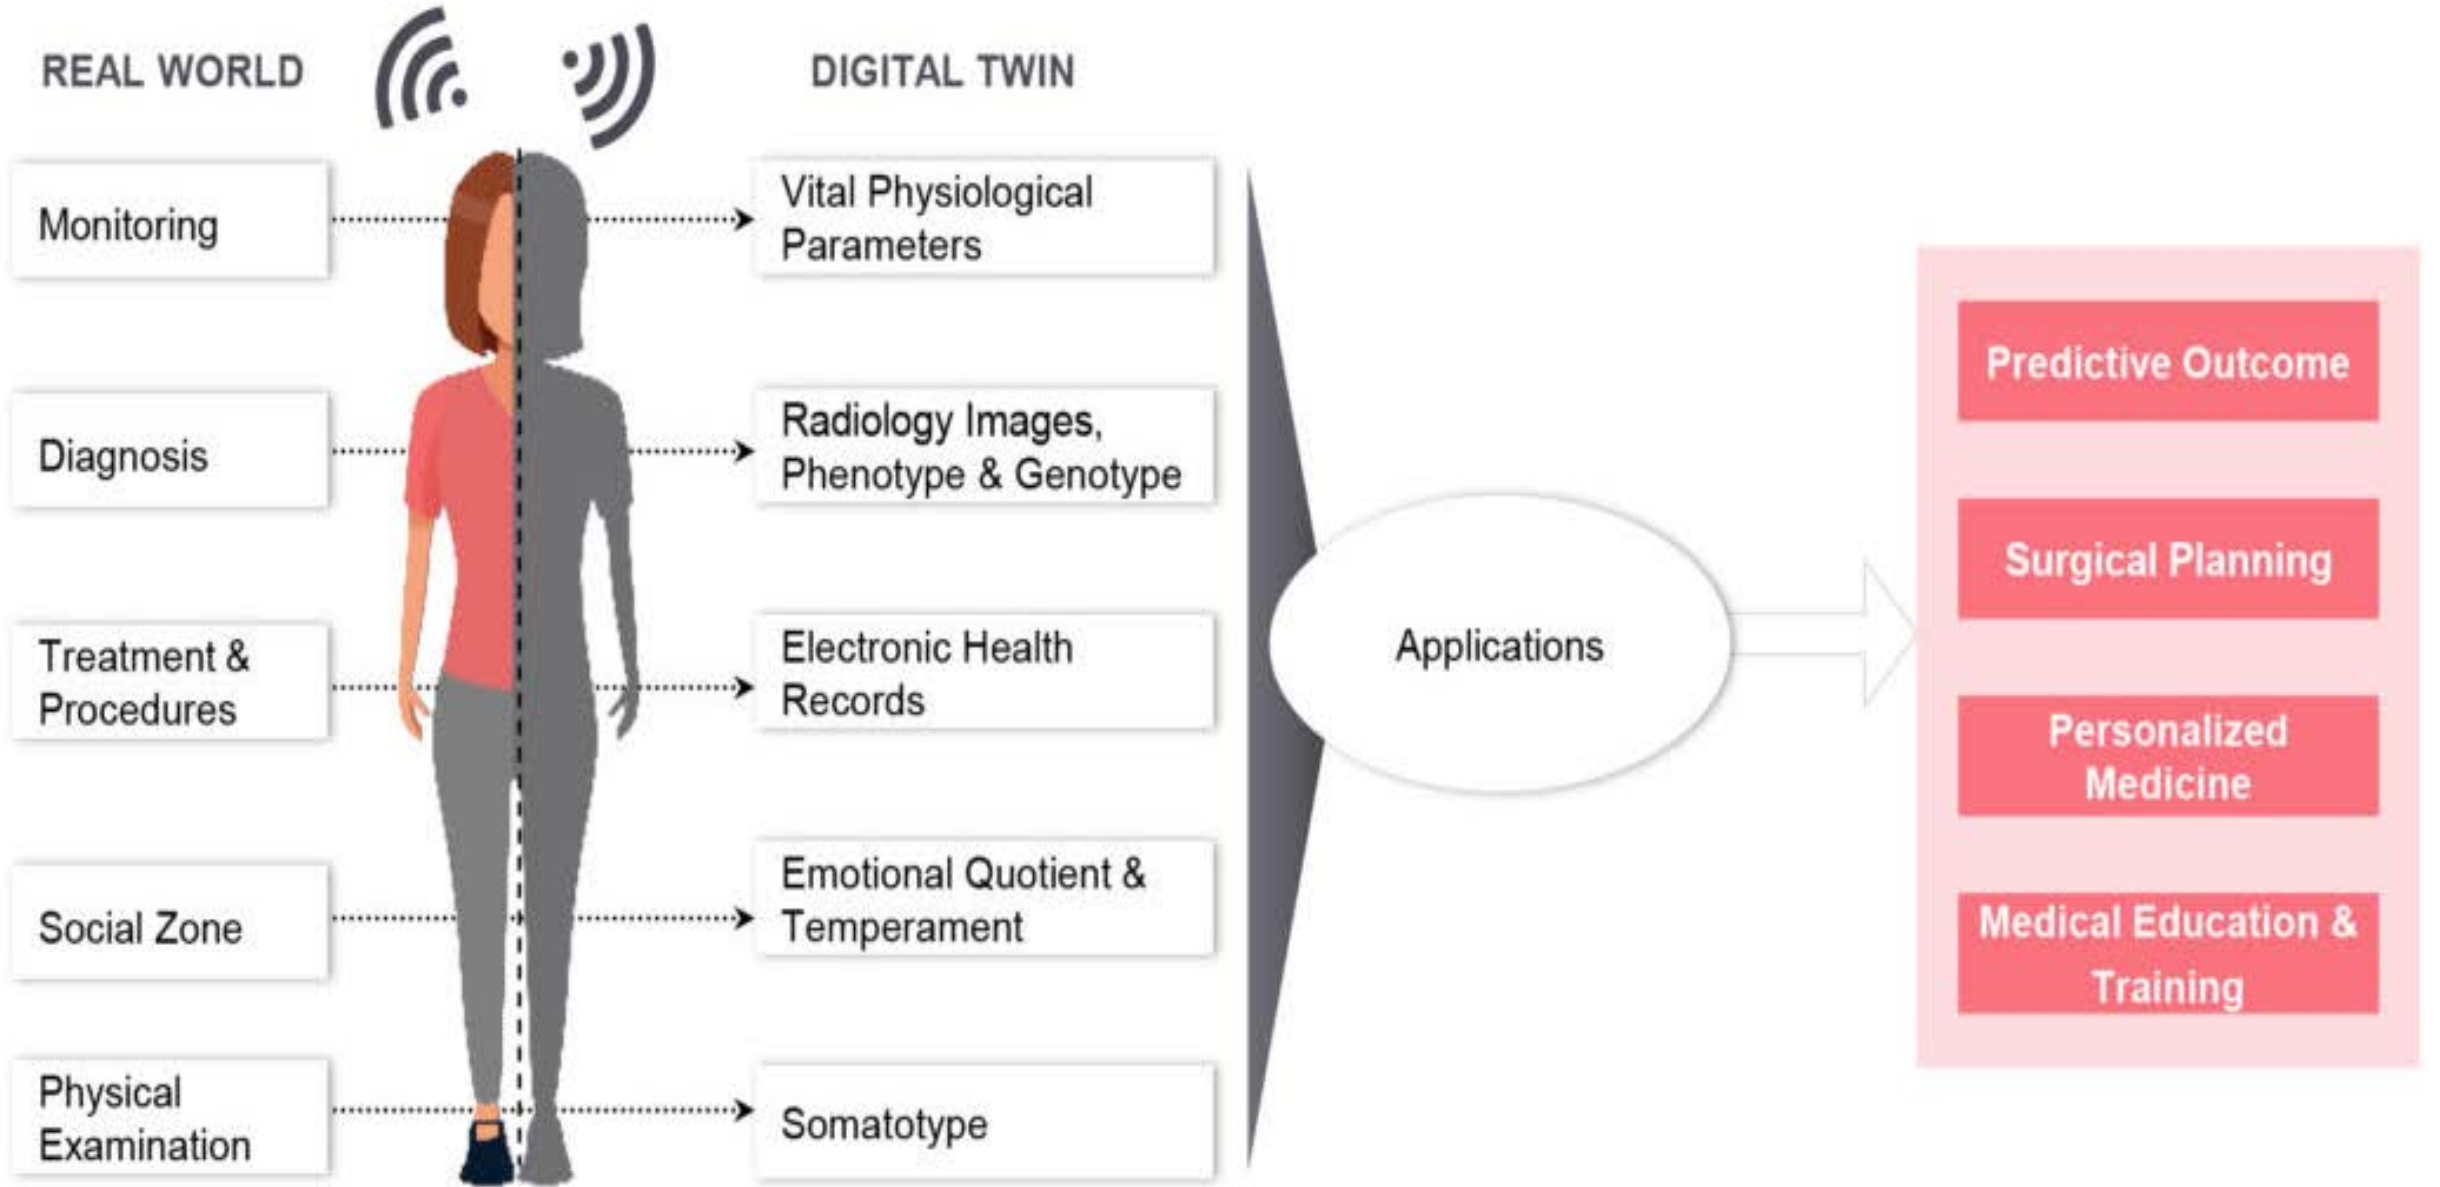 REAL WORLD
DIGITAL TWIN
Monitoring
Vital Physiological
Parameters
Diagnosis
Radiology Images,
Phenotype & Genotype
Treatment &
Procedures
Electronic Health
Records
Social Zone
Emotional Quotient &
Temperament
Physical
Examination
Somatotype
Applications
Predictive Outcome
Surgical Planning
Personalized
Medicine
Medical Education &
Training